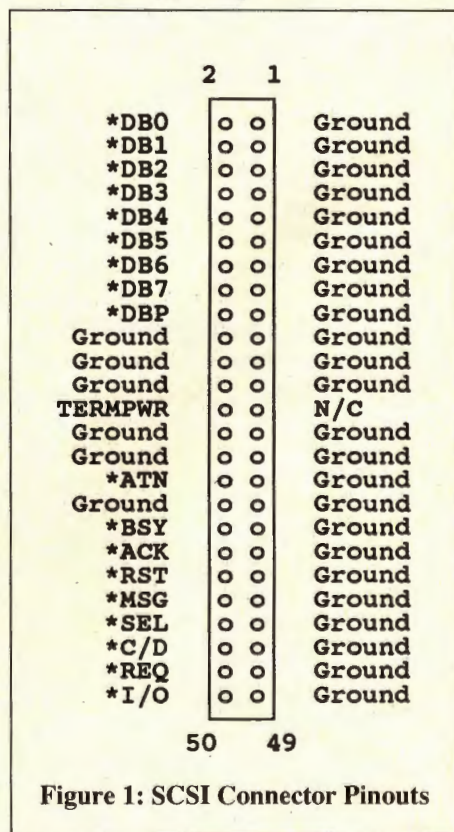 2 1
*DB0 Ground
*DB1 Ground
*DB2 Ground
*DB3 Ground
*DB4 Ground
*DB5 Ground
*DB6 Ground
*DB7 Ground
*DBP Ground
Ground Ground
Ground Ground
Ground Ground
TERMPWR N/C
Ground Ground
Ground Ground
*ATN Ground
Ground Ground
*BSY Ground
*ACK Ground
*RST Ground
*MSG Ground
*SEL Ground
*C/D Ground
*REQ Ground
*I/O Ground
50 49
Figure 1: SCSI Connector Pinouts